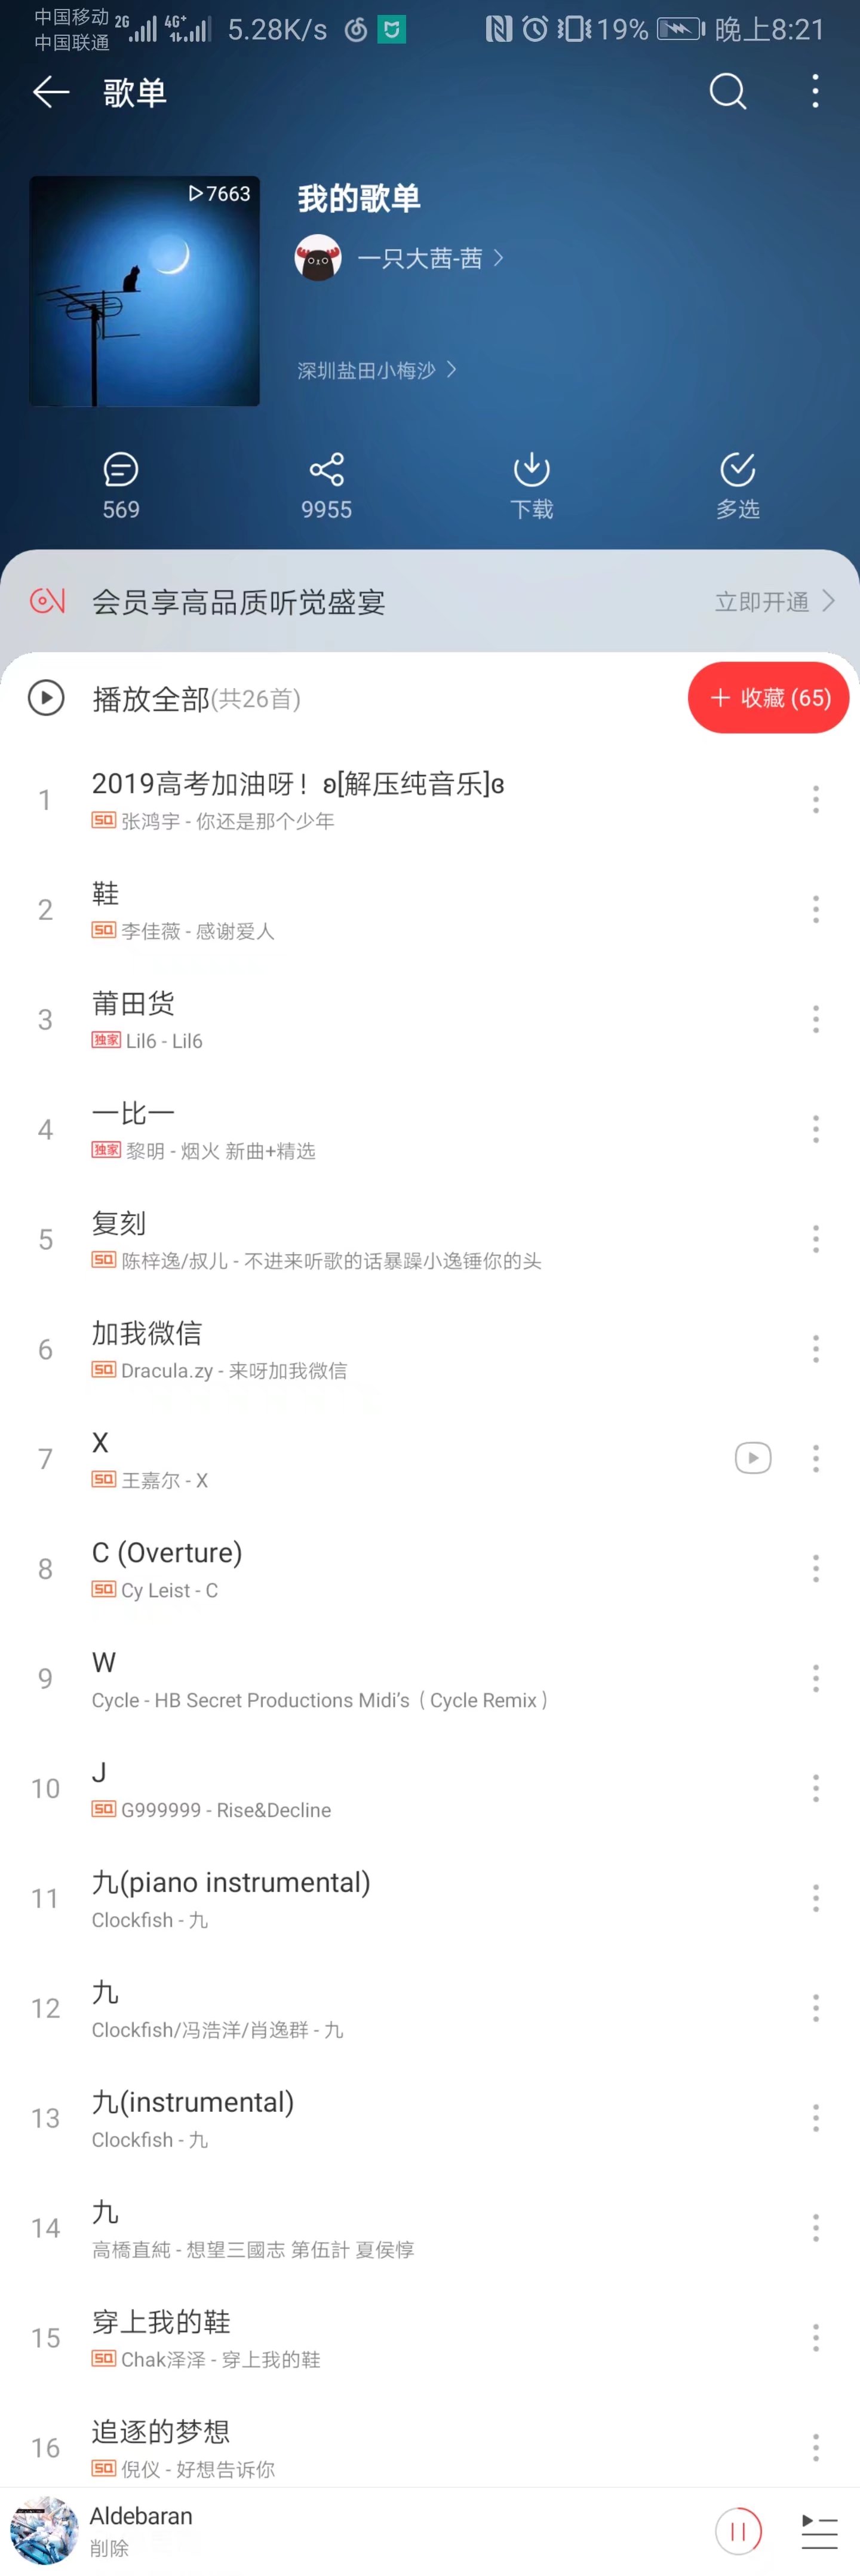 中国移动 2G 4G+ 5.28K/s 19% 晚上8:21
中国联通
歌单
7663
我的歌单
一只大茜-茜
深圳盐田小梅沙
569
9955
下载
多选
会员享高品质听觉盛宴
立即开通
播放全部(共26首)
+ 收藏 (65)
1
2019高考加油呀！ʚ[解压纯音乐]ɞ
SQ 张鸿宇 - 你还是那个少年
2
鞋
SQ 李佳薇 - 感谢爱人
3
莆田货
独家 Lil6 - Lil6
4
一比一
独家 黎明 - 烟火 新曲+精选
5
复刻
SQ 陈梓逸/叔儿 - 不进来听歌的话暴躁小逸锤你的头
6
加我微信
SQ Dracula.zy - 来呀加我微信
7
X
SQ 王嘉尔 - X
8
C (Overture)
SQ Cy Leist - C
9
W
Cycle - HB Secret Productions Midi's（Cycle Remix）
10
J
SQ G999999 - Rise&Decline
11
九(piano instrumental)
Clockfish - 九
12
九
Clockfish/冯浩洋/肖逸群 - 九
13
九(instrumental)
Clockfish - 九
14
九
高橋直純 - 想望三國志 第伍計 夏侯惇
15
穿上我的鞋
SQ Chak泽泽 - 穿上我的鞋
16
追逐的梦想
SQ 倪仪 - 好想告诉你
Aldebaran
削除